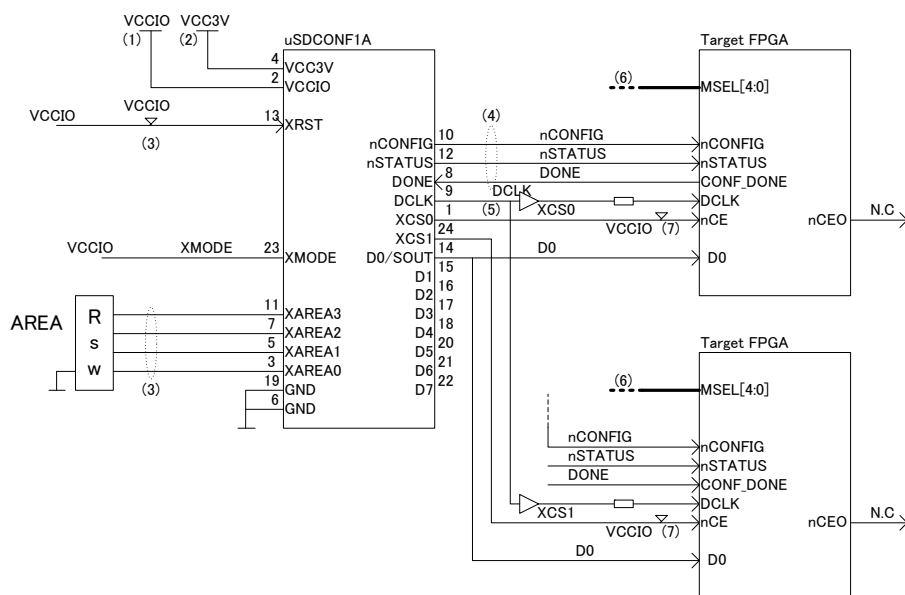 VCCIO VCC3V
(1) (2)
uSDCONF1A
4 VCC3V
2 VCCIO
VCCIO VCCIO 13 XRST
(3)
nCONFIG 10 nCONFIG
nSTATUS 12 nSTATUS
DONE 8 DONE
DCLK 9 DCLK
XCS0 1 XCS0
XCS1 24
D0/SOUT 14 D0
D1 15
D2 16
D3 17
D4 18
D5 20
D6 21
D7 22
(4)
(5)
VCCIO XMODE 23 XMODE
AREA
R
s
w
11 XAREA3
7 XAREA2
5 XAREA1
3 XAREA0
(3)
19 GND
6 GND
Target FPGA
(6) MSEL[4:0]
nCONFIG
nSTATUS
CONF_DONE
DCLK
VCCIO (7) nCE
nCEO N.C
D0
Target FPGA
(6) MSEL[4:0]
nCONFIG nCONFIG
nSTATUS nSTATUS
DONE CONF_DONE
DCLK
XCS1 nCE
VCCIO (7)
nCEO N.C
D0 D0